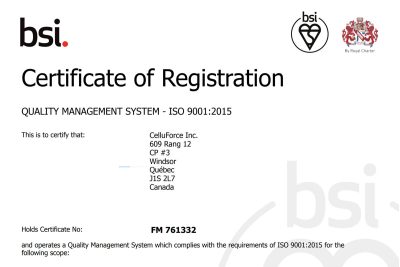 bsi.
bsi
By Royal Charter
Certificate of Registration
QUALITY MANAGEMENT SYSTEM - ISO 9001:2015
This is to certify that:
CelluForce Inc.
609 Rang 12
CP #3
Windsor
Québec
J1S 2L7
Canada
bsi
Holds Certificate No:
FM 761332
and operates a Quality Management System which complies with the requirements of ISO 9001:2015 for the
following scope: